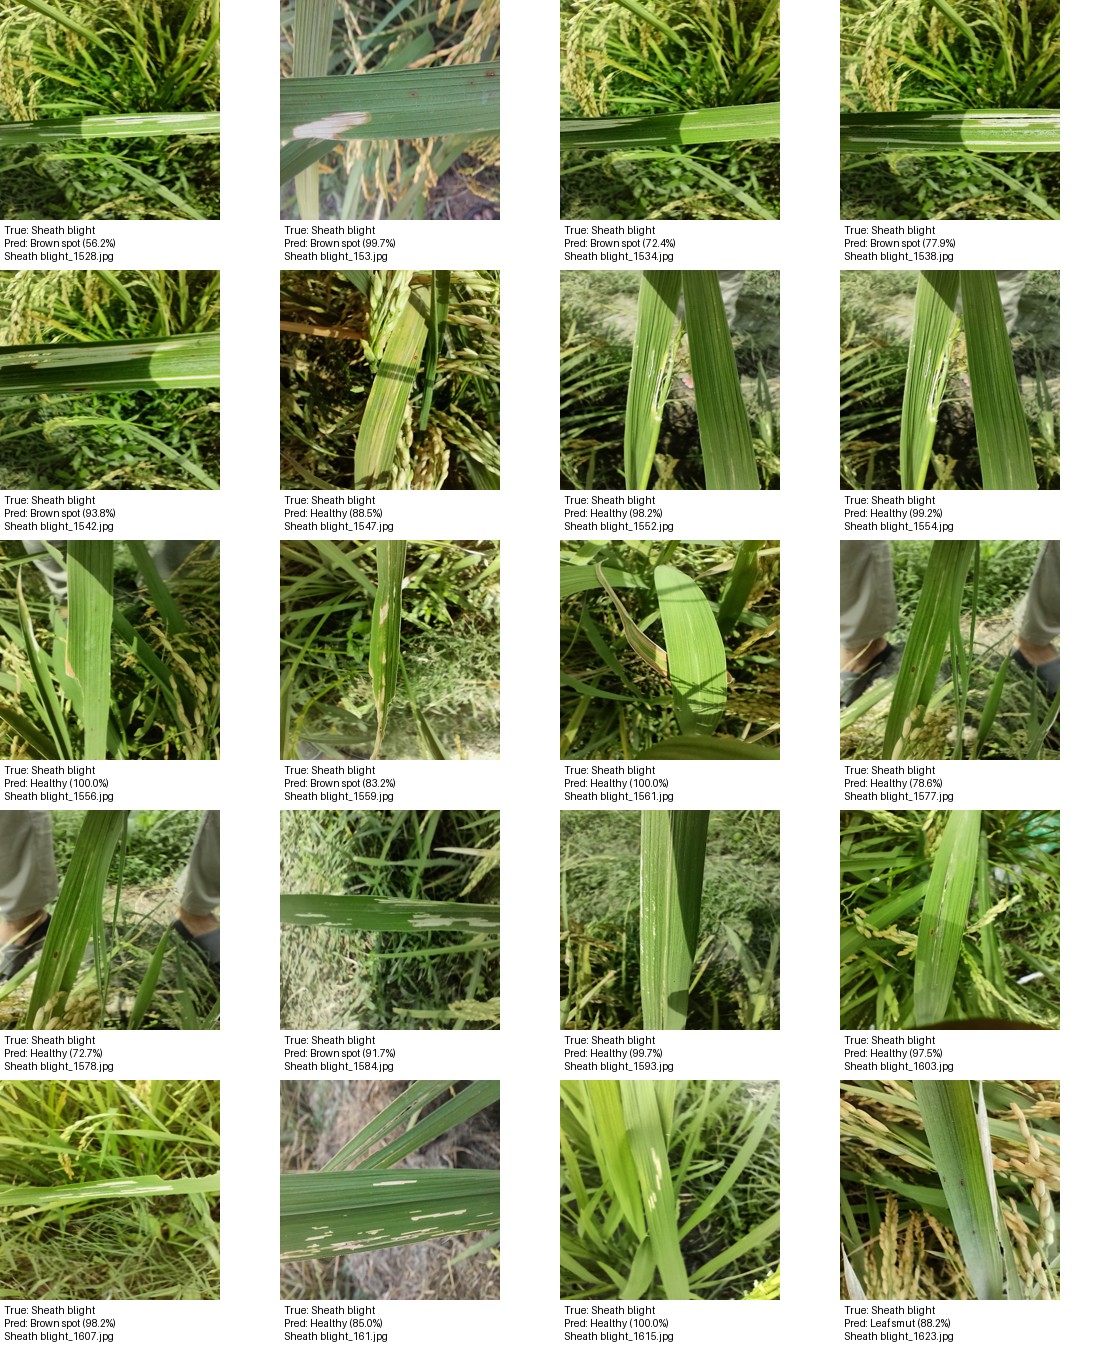 True: Sheath blight
Pred: Brown spot (56.2%)
Sheath blight_1528.jpg
True: Sheath blight
Pred: Brown spot (99.7%)
Sheath blight_153.jpg
True: Sheath blight
Pred: Brown spot (72.4%)
Sheath blight_1534.jpg
True: Sheath blight
Pred: Brown spot (77.9%)
Sheath blight_1538.jpg
True: Sheath blight
Pred: Brown spot (93.8%)
Sheath blight_1542.jpg
True: Sheath blight
Pred: Healthy (88.5%)
Sheath blight_1547.jpg
True: Sheath blight
Pred: Healthy (98.2%)
Sheath blight_1552.jpg
True: Sheath blight
Pred: Healthy (99.2%)
Sheath blight_1554.jpg
True: Sheath blight
Pred: Healthy (100.0%)
Sheath blight_1556.jpg
True: Sheath blight
Pred: Brown spot (83.2%)
Sheath blight_1559.jpg
True: Sheath blight
Pred: Healthy (100.0%)
Sheath blight_1561.jpg
True: Sheath blight
Pred: Healthy (78.6%)
Sheath blight_1577.jpg
True: Sheath blight
Pred: Healthy (72.7%)
Sheath blight_1578.jpg
True: Sheath blight
Pred: Brown spot (91.7%)
Sheath blight_1584.jpg
True: Sheath blight
Pred: Healthy (99.7%)
Sheath blight_1593.jpg
True: Sheath blight
Pred: Healthy (97.5%)
Sheath blight_1603.jpg
True: Sheath blight
Pred: Brown spot (98.2%)
Sheath blight_1607.jpg
True: Sheath blight
Pred: Healthy (85.0%)
Sheath blight_161.jpg
True: Sheath blight
Pred: Healthy (100.0%)
Sheath blight_1615.jpg
True: Sheath blight
Pred: Leaf smut (88.2%)
Sheath blight_1623.jpg